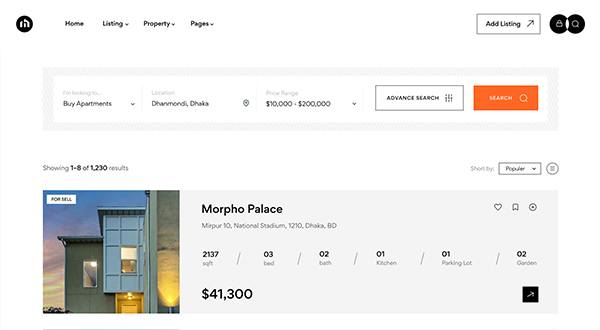 Home Listing Property Pages Add Listing
I'm looking to... Location Price Range
Buy Apartments Dhanmondi, Dhaka $10,000 - $200,000 ADVANCE SEARCH SEARCH
Showing 1-8 of 1,230 results Short by: Populer
FOR SELL
Morpho Palace
Mirpur 10, National Stadium, 1210, Dhaka, BD
2137 / 03 / 02 / 01 / 01 / 02
sqft bed bath Kitchen Parking Lot Garden
$41,300